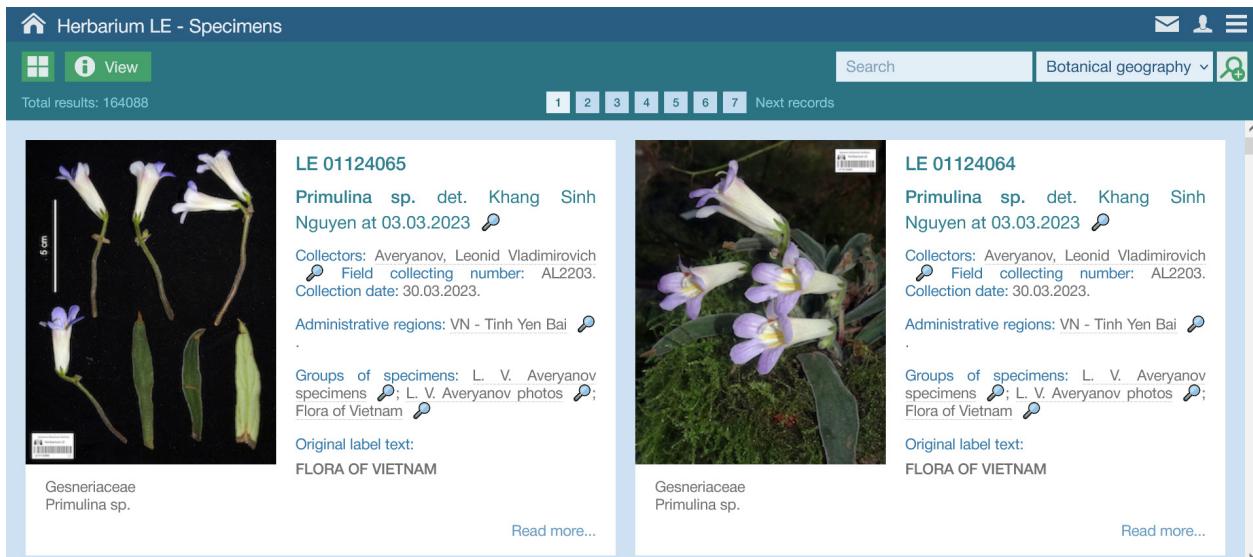 Herbarium LE - Specimens
View
Search
Botanical geography
Total results: 164088
1 2 3 4 5 6 7 Next records
5 cm
LE 01124065
Primulina sp. det. Khang Sinh
Nguyen at 03.03.2023
Collectors: Averyanov, Leonid Vladimirovich
Field collecting number: AL2203.
Collection date: 30.03.2023.
Administrative regions: VN - Tinh Yen Bai
.
Groups of specimens: L. V. Averyanov
specimens ; L. V. Averyanov photos ;
Flora of Vietnam
Original label text:
FLORA OF VIETNAM
Gesneriaceae
Primulina sp.
Read more...
LE 01124064
Primulina sp. det. Khang Sinh
Nguyen at 03.03.2023
Collectors: Averyanov, Leonid Vladimirovich
Field collecting number: AL2203.
Collection date: 30.03.2023.
Administrative regions: VN - Tinh Yen Bai
.
Groups of specimens: L. V. Averyanov
specimens ; L. V. Averyanov photos ;
Flora of Vietnam
Original label text:
FLORA OF VIETNAM
Gesneriaceae
Primulina sp.
Read more...